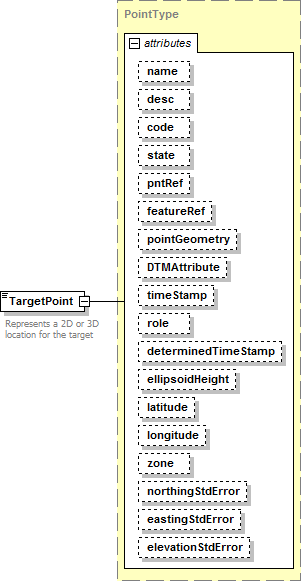 PointType
attributes
name
desc
code
state
pntRef
featureRef
pointGeometry
DTMAttribute
timeStamp
role
determinedTimeStamp
ellipsoidHeight
latitude
longitude
zone
northingStdError
eastingStdError
elevationStdError
TargetPoint
Represents a 2D or 3D
location for the target